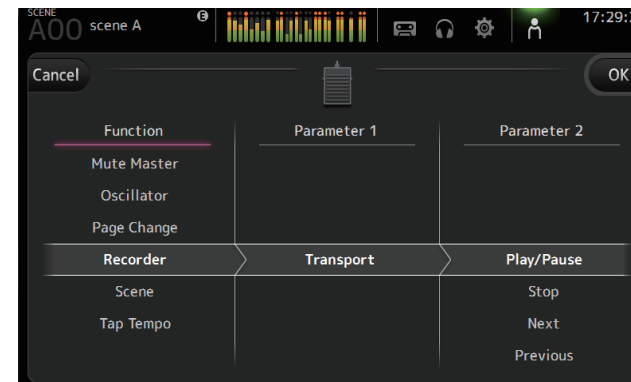 SCENE
A00 scene A E 17:29:
Cancel OK
Function Parameter 1 Parameter 2
Mute Master
Oscillator
Page Change
Recorder Transport Play/Pause
Scene Stop
Tap Tempo Next
Previous